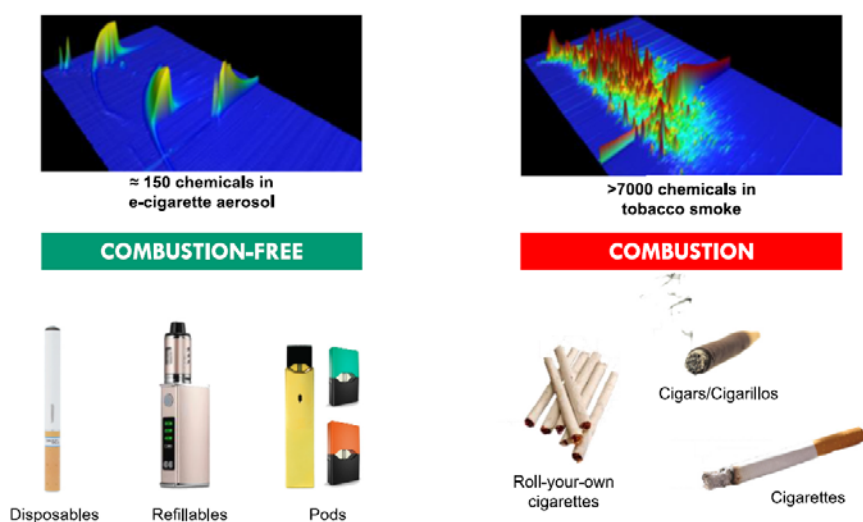 ≈ 150 chemicals in
e-cigarette aerosol
>7000 chemicals in
tobacco smoke
COMBUSTION-FREE
COMBUSTION
Disposables
Refillables
Pods
Roll-your-own
cigarettes
Cigars/Cigarillos
Cigarettes